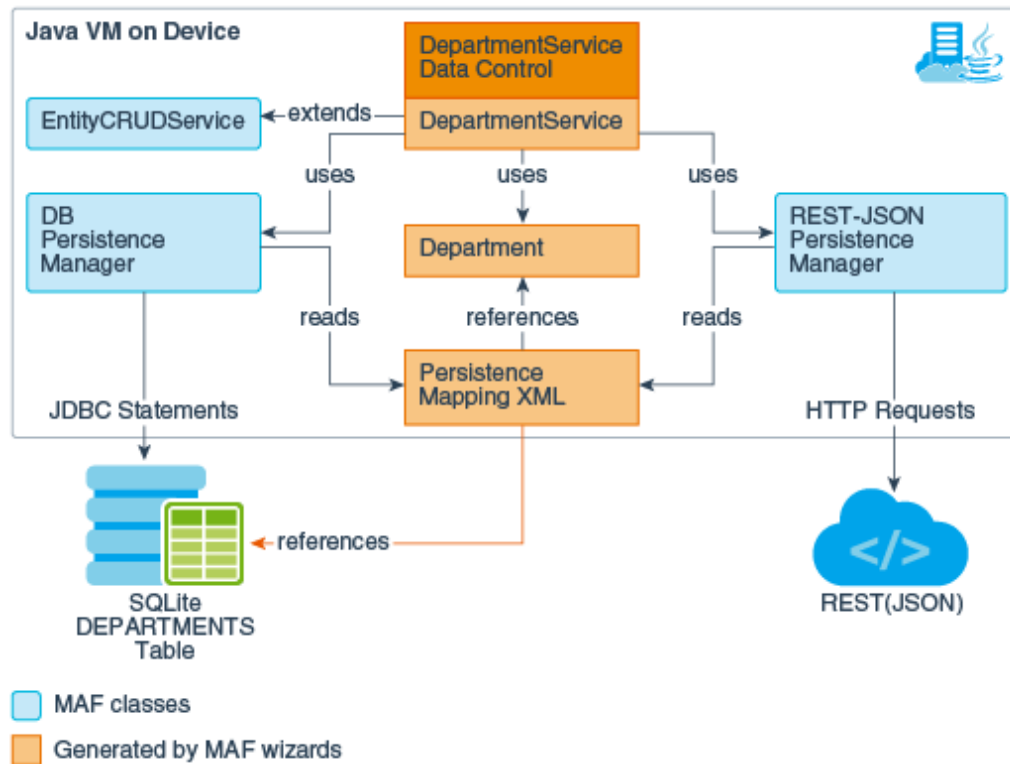 Java VM on Device
DepartmentService
Data Control
EntityCRUDService
extends
DepartmentService
uses
uses
uses
DB
Persistence
Manager
Department
REST-JSON
Persistence
Manager
reads
references
reads
Persistence
Mapping XML
JDBC Statements
HTTP Requests
references
</>
SQLite
DEPARTMENTS
Table
REST(JSON)
MAF classes
Generated by MAF wizards